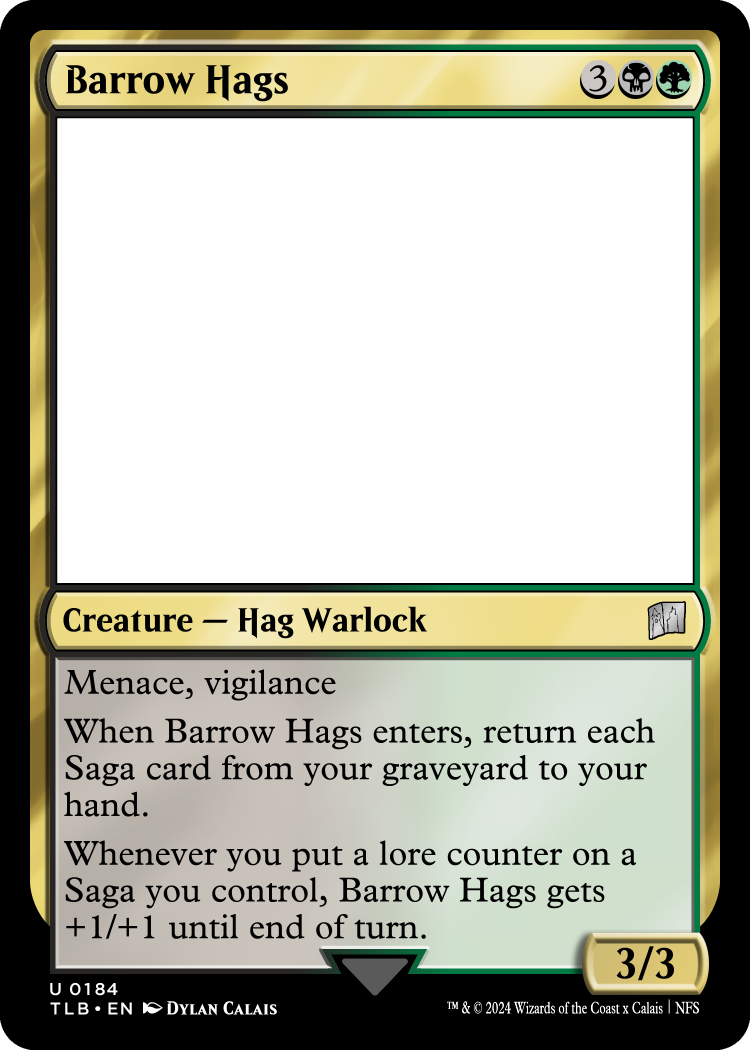 Barrow Hags 3
Creature — Hag Warlock
Menace, vigilance
When Barrow Hags enters, return each
Saga card from your graveyard to your
hand.
Whenever you put a lore counter on a
Saga you control, Barrow Hags gets
+1/+1 until end of turn.
3/3
U 0184
TLB • EN Dylan Calais
™ & © 2024 Wizards of the Coast x Calais | NFS